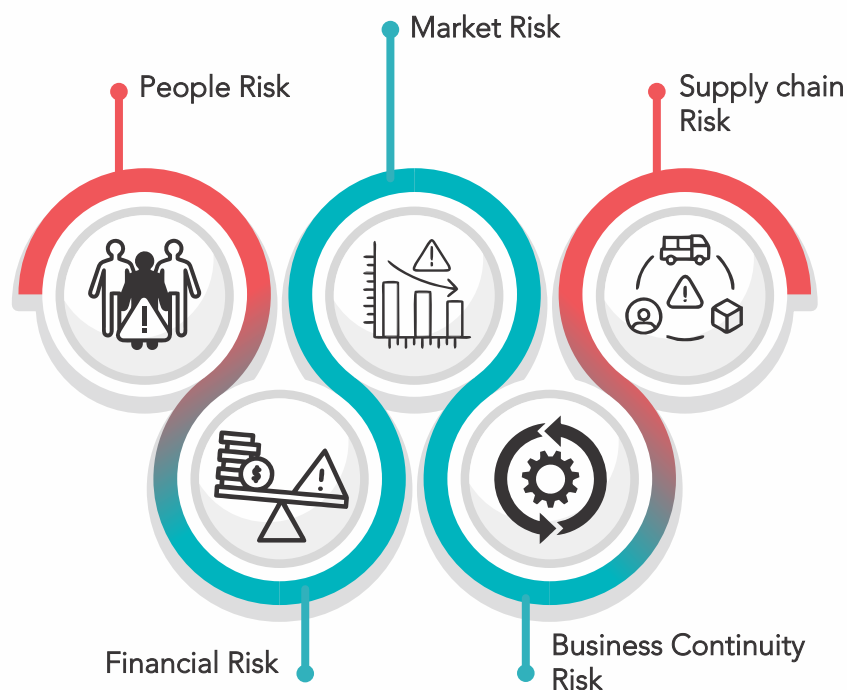 Market Risk
People Risk
Supply chain
Risk
$
Financial Risk
Business Continuity
Risk